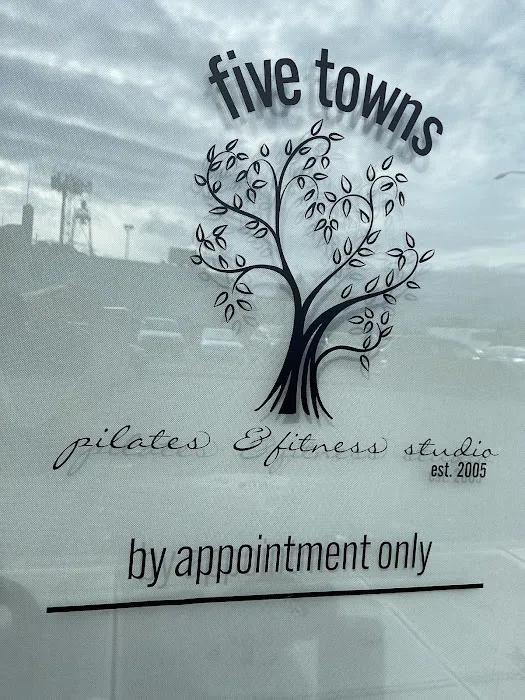 five towns
pilates & fitness studio
est. 2005
by appointment only